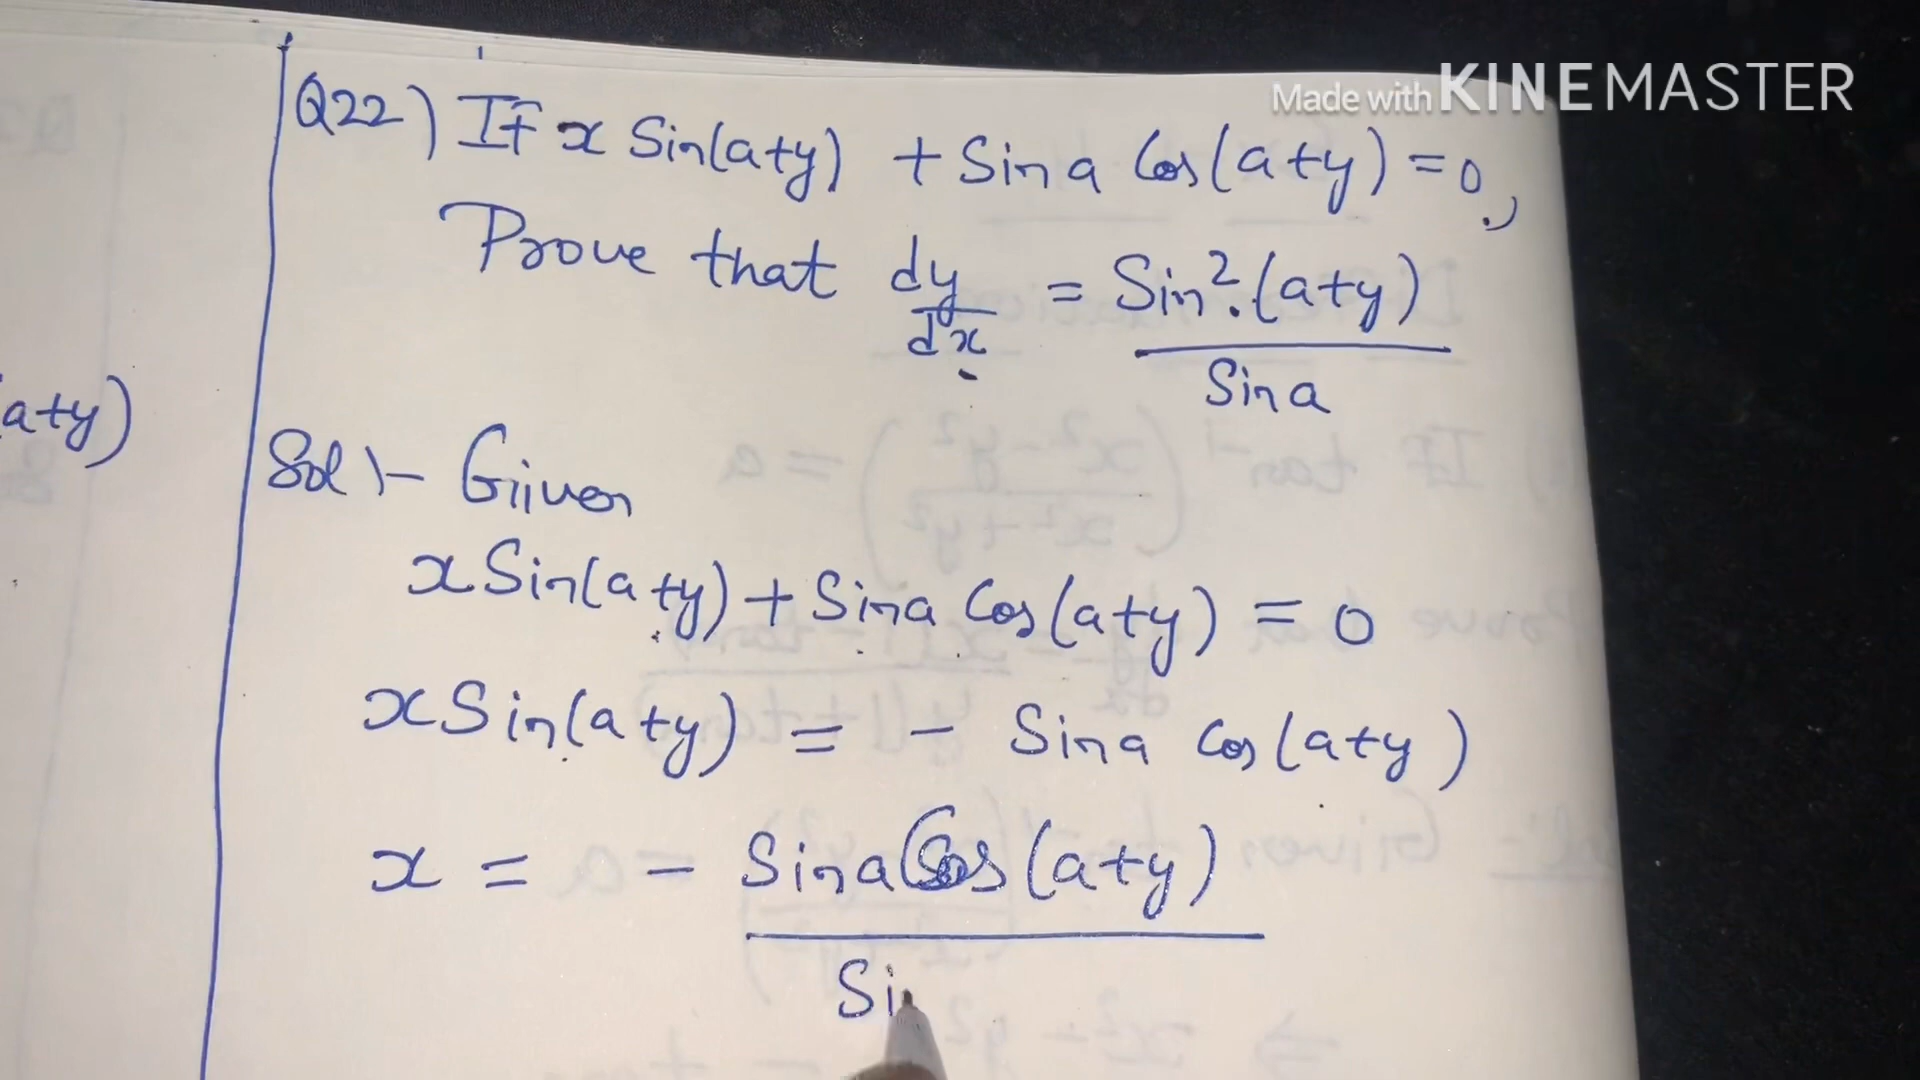 Made with KINEMASTER
Q22) If x Sin(a+y) + Sin a Cos(a+y) = 0,
Prove that dy/dx = Sin².(a+y)/Sin a
a+y)
Sol :- Given
x Sin(a+y) + Sin a Cos(a+y) = 0
x Sin(a+y) = - Sin a Cos(a+y)
x = - Sin a Cos(a+y)
Si